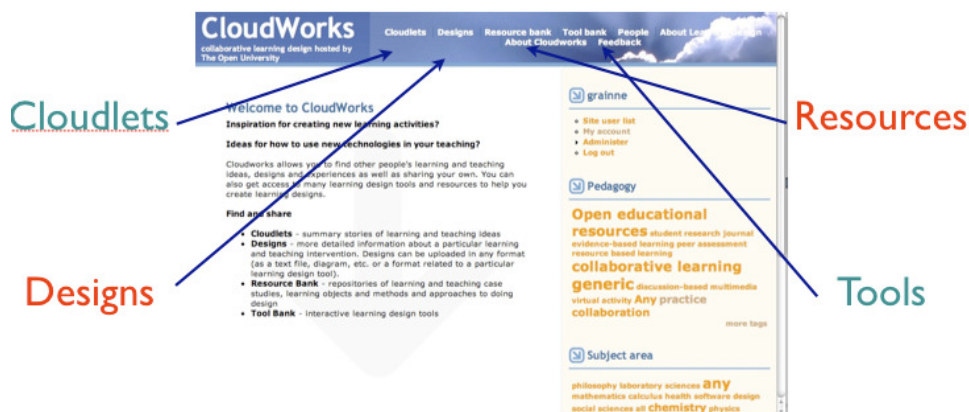 CloudWorks
collaborative learning design hosted by
The Open University
Cloudlets Designs Resource bank Tool bank People About Learning Design
About Cloudworks Feedback
Cloudlets
Designs
Resources
Tools
Welcome to CloudWorks
Inspiration for creating new learning activities?
Ideas for how to use new technologies in your teaching?
Cloudworks allows you to find other people's learning and teaching
ideas, designs and experiences as well as sharing your own. You can
also get access to many learning design tools and resources to help you
create learning designs.
Find and share
Cloudlets - summary stories of learning and teaching ideas
Designs - more detailed information about a particular learning
and teaching intervention. Designs can be uploaded in any format
(as a text file, diagram, etc. or a format related to a particular
learning design tool).
Resource Bank - repositories of learning and teaching case
studies, learning objects and methods and approaches to doing
design
Tool Bank - interactive learning design tools
grainne
Site user list
My account
Administer
Log out
Pedagogy
Open educational
resources student research journal
evidence-based learning peer assessment
resource based learning
collaborative learning
generic discussion-based multimedia
virtual activity Any practice
collaboration
more tags
Subject area
philosophy laboratory sciences any
mathematics calculus health software design
social sciences all chemistry physics